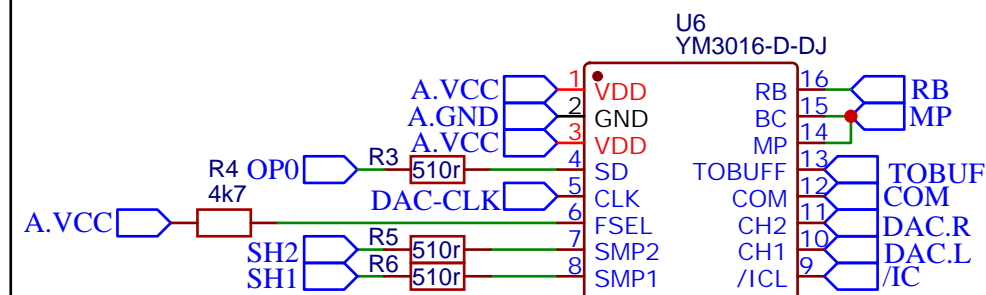 U6
YM3016-D-DJ
A.VCC 1 VDD RB 16 RB
A.GND 2 GND BC 15 MP
A.VCC 3 VDD MP 14
OP0 R3 510r 4 SD TOBUFF 13 TOBUF
DAC-CLK 5 CLK COM 12 COM
R4 4k7
A.VCC 6 FSEL CH2 11 DAC.R
SH2 R5 510r 7 SMP2 CH1 10 DAC.L
SH1 R6 510r 8 SMP1 /ICL 9 /IC